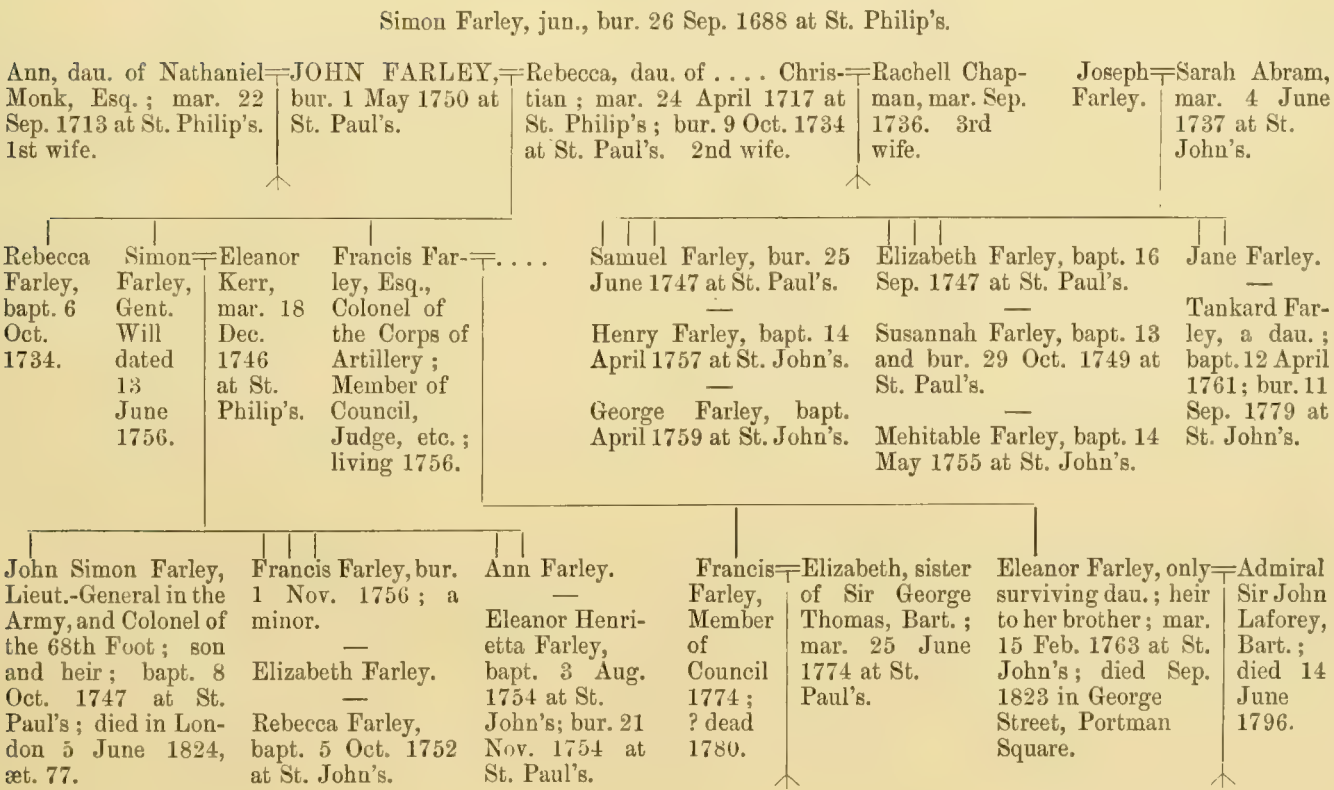 Simon Farley, jun., bur. 26 Sep. 1688 at St. Philip's.
Ann, dau. of Nathaniel
Monk, Esq. ; mar. 22
Sep. 1713 at St. Philip's.
1st wife.
JOHN FARLEY,
bur. 1 May 1750 at
St. Paul's.
Rebecca, dau. of . . . . Chris-
tian ; mar. 24 April 1717 at
St. Philip's ; bur. 9 Oct. 1734
at St. Paul's. 2nd wife.
Rachell Chap-
man, mar. Sep.
1736. 3rd
wife.
Joseph
Farley.
Sarah Abram,
mar. 4 June
1737 at St.
John's.
Rebecca
Farley,
bapt. 6
Oct.
1734.
Simon
Farley,
Gent.
Will
dated
13
June
1756.
Eleanor
Kerr,
mar. 18
Dec.
1746
at St.
Philip's.
Francis Far-
ley, Esq.,
Colonel of
the Corps of
Artillery ;
Member of
Council,
Judge, etc. ;
living 1756.
. . . .
Samuel Farley, bur. 25
June 1747 at St. Paul's.
—
Henry Farley, bapt. 14
April 1757 at St. John's.
—
George Farley, bapt.
April 1759 at St. John's.
Elizabeth Farley, bapt. 16
Sep. 1747 at St. Paul's.
—
Susannah Farley, bapt. 13
and bur. 29 Oct. 1749 at
St. Paul's.
—
Mehitable Farley, bapt. 14
May 1755 at St. John's.
Jane Farley.
—
Tankard Far-
ley, a dau. ;
bapt. 12 April
1761 ; bur. 11
Sep. 1779 at
St. John's.
John Simon Farley,
Lieut.-General in the
Army, and Colonel of
the 68th Foot ; son
and heir ; bapt. 8
Oct. 1747 at St.
Paul's ; died in Lon-
don 5 June 1824,
æt. 77.
Francis Farley, bur.
1 Nov. 1756 ; a
minor.
—
Elizabeth Farley.
—
Rebecca Farley,
bapt. 5 Oct. 1752
at St. John's.
Ann Farley.
—
Eleanor Henri-
etta Farley,
bapt. 3 Aug.
1754 at St.
John's; bur. 21
Nov. 1754 at
St. Paul's.
Francis
Farley,
Member
of
Council
1774 ;
? dead
1780.
Elizabeth, sister
of Sir George
Thomas, Bart. ;
mar. 25 June
1774 at St.
Paul's.
Eleanor Farley, only
surviving dau. ; heir
to her brother ; mar.
15 Feb. 1763 at St.
John's ; died Sep.
1823 in George
Street, Portman
Square.
Admiral
Sir John
Laforey,
Bart. ;
died 14
June
1796.